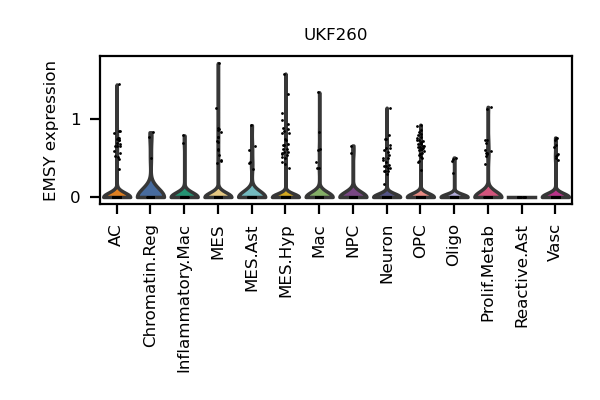 UKF260
EMSY expression
1
0
AC
Chromatin.Reg
Inflammatory.Mac
MES
MES.Ast
MES.Hyp
Mac
NPC
Neuron
OPC
Oligo
Prolif.Metab
Reactive.Ast
Vasc